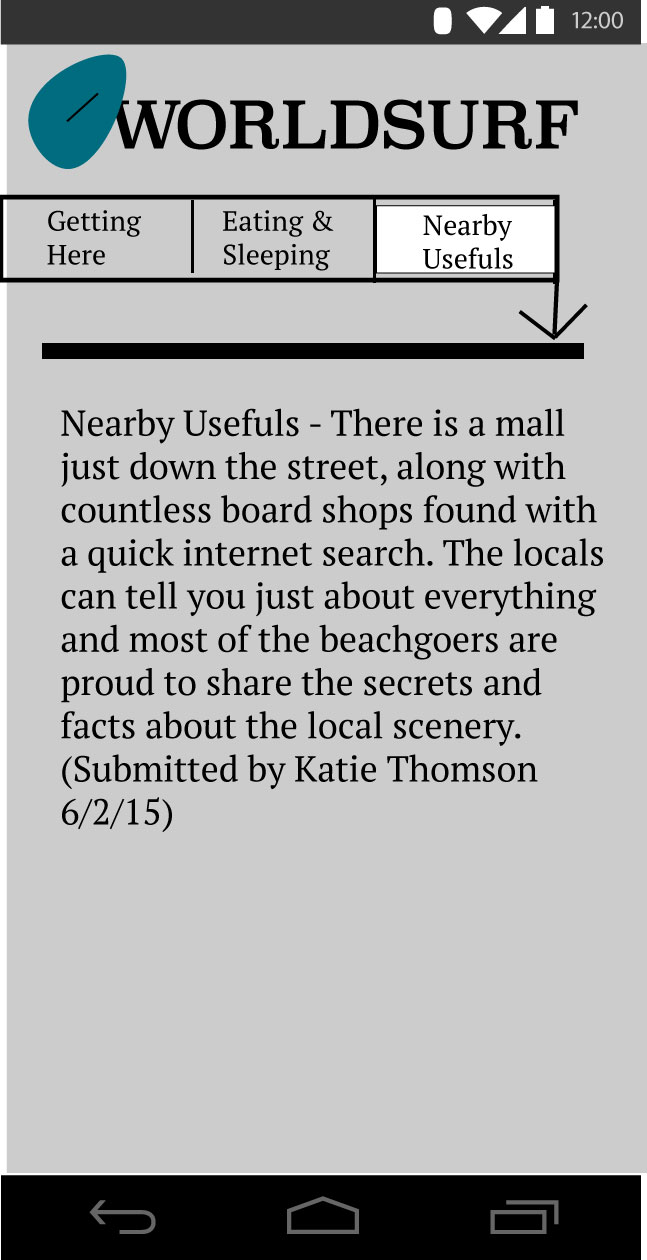 12:00
WORLDSURF
Getting
Here
Eating &
Sleeping
Nearby
Usefuls
Nearby Usefuls - There is a mall
just down the street, along with
countless board shops found with
a quick internet search. The locals
can tell you just about everything
and most of the beachgoers are
proud to share the secrets and
facts about the local scenery.
(Submitted by Katie Thomson
6/2/15)